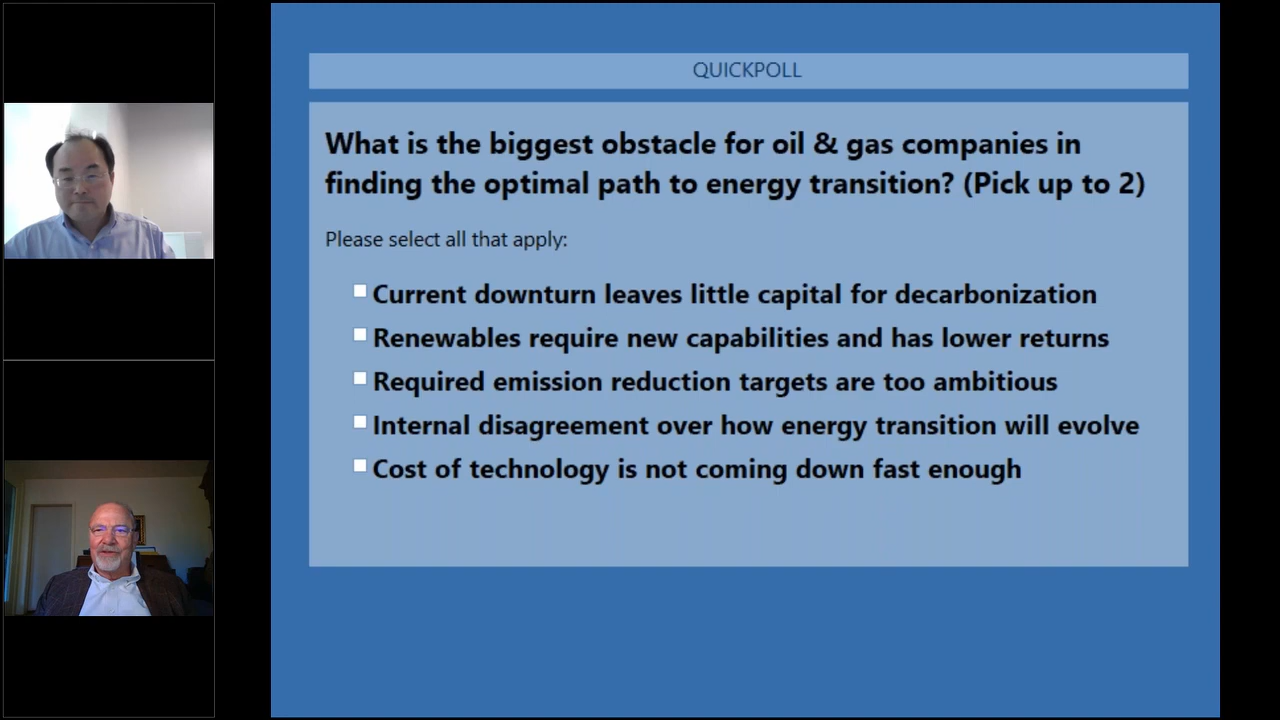 QUICKPOLL
What is the biggest obstacle for oil & gas companies in
finding the optimal path to energy transition? (Pick up to 2)
Please select all that apply:
Current downturn leaves little capital for decarbonization
Renewables require new capabilities and has lower returns
Required emission reduction targets are too ambitious
Internal disagreement over how energy transition will evolve
Cost of technology is not coming down fast enough